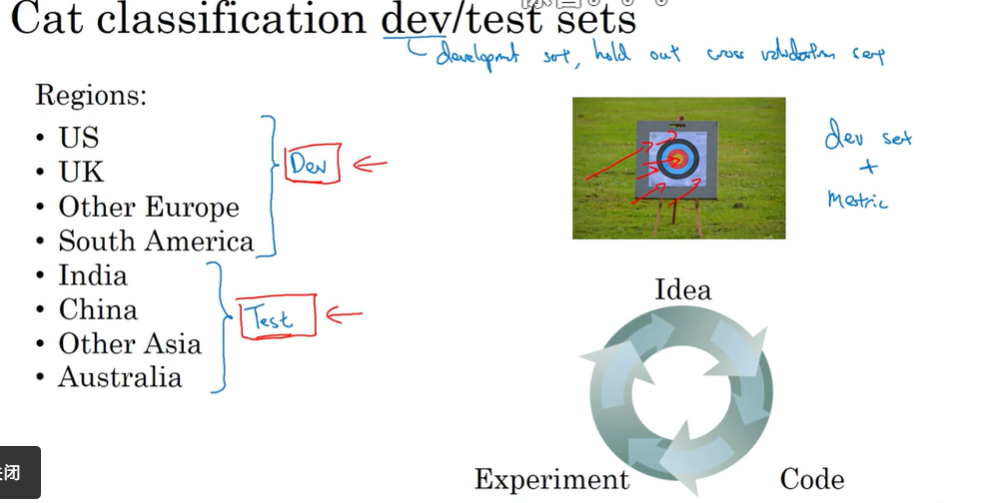 Cat classification dev/test sets
development set, hold out cross validation set
Regions:
• US
• UK
• Other Europe
• South America
• India
• China
• Other Asia
• Australia
Dev
Test
dev set
+
metric
Idea
Experiment
Code
闭